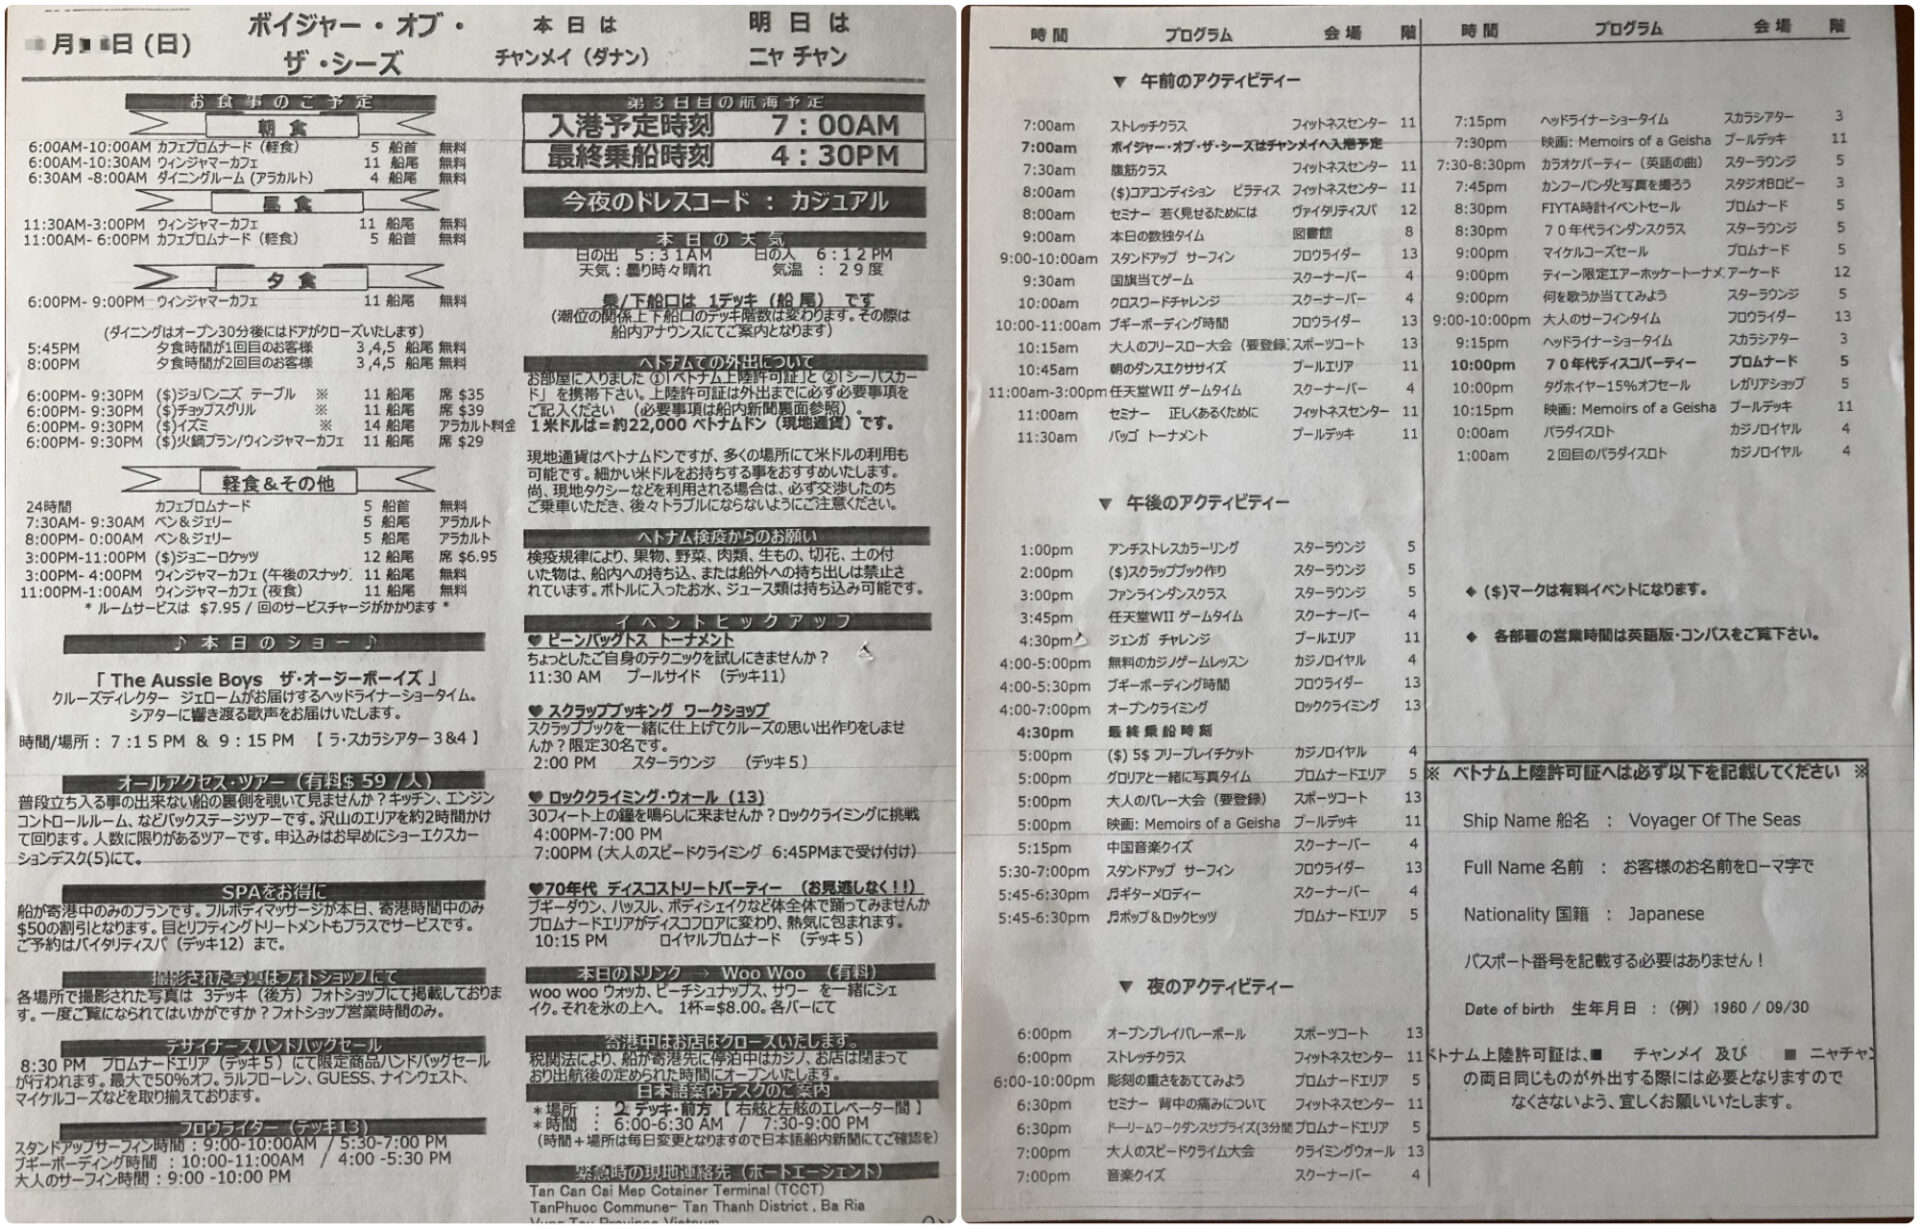 月 日 (日)
ボイジャー・オブ・
ザ・シーズ
本日は
チャンメイ（ダナン）
明日は
ニャ チャン
お食事のご予定
朝 食
6:00AM-10:00AM カフェプロムナード（軽食） 5 船首 無料
6:00AM-10:30AM ウィンジャマーカフェ 11 船尾 無料
6:30AM -8:00AM ダイニングルーム (アラカルト) 4 船尾 無料
昼 食
11:30AM-3:00PM ウィンジャマーカフェ 11 船尾 無料
11:00AM- 6:00PM カフェプロムナード（軽食） 5 船首 無料
夕 食
6:00PM- 9:00PM ウィンジャマーカフェ 11 船尾 無料
(ダイニングはオープン30分後にはドアがクローズいたします)
5:45PM 夕食時間が1回目のお客様 3,4,5 船尾 無料
8:00PM 夕食時間が2回目のお客様 3,4,5 船尾 無料
6:00PM- 9:30PM ($)ジョバンニズ テーブル ※ 11 船尾 席 $35
6:00PM- 9:30PM ($)チョップスグリル ※ 11 船尾 席 $39
6:00PM- 9:30PM ($)イズミ ※ 14 船尾 アラカルト料金
6:00PM- 9:30PM ($)火鍋プラン/ウィンジャマーカフェ 11 船尾 席 $29
軽食＆その他
24時間 カフェプロムナード 5 船首 無料
7:30AM- 9:30AM ベン＆ジェリー 5 船尾 アラカルト
8:00PM- 0:00AM ベン＆ジェリー 5 船尾 アラカルト
3:00PM-11:00PM ($)ジョニーロケッツ 12 船尾 席 $6.95
3:00PM- 4:00PM ウィンジャマーカフェ (午後のスナック) 11 船尾 無料
11:00PM-1:00AM ウィンジャマーカフェ (夜食) 11 船尾 無料
* ルームサービスは $7.95 / 回のサービスチャージがかかります *
♪ 本 日 の ショー ♪
「 The Aussie Boys ザ・オージーボーイズ 」
クルーズディレクター ジェロームがお届けするヘッドライナーショータイム。
シアターに響き渡る歌声をお届けいたします。
時間/場所： 7：15 PM & 9：15 PM 【 ラ・スカラシアター 3&4 】
オールアクセス・ツアー（有料$ 59 /人）
普段立ち入る事の出来ない船の裏側を覗いて見ませんか？キッチン、エンジン
コントロールルーム、などバックステージツアーです。沢山のエリアを約2時間かけ
て回ります。人数に限りがあるツアーです。申込みはお早めにショーエクスカー
ションデスク(5)にて。
SPAをお得に
船が寄港中のみのプランです。フルボディマッサージが本日、寄港時間中のみ
$50の割引となります。目とリフティングトリートメントもプラスでサービスです。
ご予約はバイタリティスパ（デッキ12）まで。
撮影された写真はフォトショップにて
各場所で撮影された写真は 3デッキ（後方）フォトショップにて掲載しておりま
す。一度ご覧になられてはいかがですか？フォトショップ営業時間のみ。
デザイナーズハンドバッグセール
8:30 PM プロムナードエリア（デッキ5）にて限定商品ハンドバッグセール
が行われます。最大で50%オフ。ラルフローレン、GUESS、ナインウェスト、
マイケルコーズなどを取り揃えております。
フロウライダー (デッキ13)
スタンドアップサーフィン時間：9:00-10:00AM / 5:30-7:00 PM
ブギーボーディング時間 ：10:00-11:00AM / 4:00 -5:30 PM
大人のサーフィン時間：9:00 -10:00 PM
第３日目の航海予定
入港予定時刻 7：00AM
最終乗船時刻 4：30PM
今夜のドレスコード ： カジュアル
本 日 の 天 気
日の出 5：31AM 日の入 6：12PM
天気：曇り時々晴れ 気温 ：29度
乗/下船口は 1デッキ（船 尾） です
(潮位の関係上下船口のデッキ階数は変わります。その際は
船内アナウンスにてご案内となります)
ベトナムでの外出について
お部屋に入りました ①「ベトナム上陸許可証」と ②「シーパスカー
ド」 を携帯下さい。上陸許可証は外出までに必ず必要事項を
ご記入ください （必要事項は船内新聞裏面参照）。
1米ドルは＝約22,000 ベトナムドン（現地通貨）です。
現地通貨はベトナムドンですが、多くの場所にて米ドルの利用も
可能です。細かい米ドルをお持ちする事をおすすめいたします。
尚、現地タクシーなどを利用される場合は、必ず交渉したのち
ご乗車いただき、後々トラブルにならないようにご注意ください。
ベトナム検疫からのお願い
検疫規律により、果物、野菜、肉類、生もの、切花、土の付
いた物は、船内への持ち込、または船外への持ち出しは禁止さ
れています。ボトルに入ったお水、ジュース類は持ち込み可能です。
イベントピックアップ
♥ ビーンバッグトス トーナメント
ちょっとしたご自身のテクニックを試しにきませんか？
11:30 AM プールサイド （デッキ11）
♥ スクラップブッキング ワークショップ
スクラップブックを一緒に仕上げてクルーズの思い出作りをしませ
んか？限定30名です。
2:00 PM スターラウンジ （デッキ５）
♥ ロッククライミング・ウォール (13)
30フィート上の鐘を鳴らしに来ませんか？ロッククライミングに挑戦
4:00PM-7:00 PM
7:00PM (大人のスピードクライミング 6:45PMまで受け付け)
♥70年代 ディスコストリートパーティー （お見逃しなく！！）
ブギーダウン、ハッスル、ボディシェイクなど体全体で踊ってみませんか
プロムナードエリアがディスコフロアに変わり、熱気に包まれます。
10:15 PM ロイヤルプロムナード （デッキ５）
本日のドリンク → Woo Woo （有料）
woo woo ウォッカ、ピーチシュナップス、サワー を一緒にシェ
イク。それを氷の上へ。 1杯=$8.00。各バーにて
寄港中はお店はクローズいたします。
税関法により、船が寄港先に停泊中はカジノ、お店は閉まって
おり出航後の定められた時間にオープンいたします。
日本語案内デスクのご案内
＊場所 ： 2 デッキ・前方【 右舷と左舷のエレベーター間 】
＊時間 ： 6:00-6:30 AM / 7:30-9:00 PM
(時間＋場所は毎日変更となりますので日本語船内新聞にてご確認を)
緊急時の現地連絡先（ポートエージェント）
Tan Can Cai Mep Cotainer Terminal (TCCT)
TanPhuoc Commune- Tan Thanh District , Ba Ria
Vung Tau Province Vietnam
時 間 プログラム 会 場 階
▼ 午前のアクティビティー
7:00am ストレッチクラス フィットネスセンター 11
7:00am ボイジャー・オブ・ザ・シーズはチャンメイへ入港予定
7:30am 腹筋クラス フィットネスセンター 11
8:00am ($)コアコンディション ピラティス フィットネスセンター 11
8:00am セミナー 若く見せるためには ヴァイタリティスパ 12
9:00am 本日の数独タイム 図書館 8
9:00-10:00am スタンドアップ サーフィン フロウライダー 13
9:30am 国旗当てゲーム スクーナーバー 4
10:00am クロスワードチャレンジ スクーナーバー 4
10:00-11:00am ブギーボーディング時間 フロウライダー 13
10:15am 大人のフリースロー大会（要登録） スポーツコート 13
10:45am 朝のダンスエクササイズ プールエリア 11
11:00am-3:00pm 任天堂WII ゲームタイム スクーナーバー 4
11:00am セミナー 正しくあるくために フィットネスセンター 11
11:30am バッゴ トーナメント プールデッキ 11
▼ 午後のアクティビティー
1:00pm アンチストレスカラーリング スターラウンジ 5
2:00pm ($)スクラップブック作り スターラウンジ 5
3:00pm ファンラインダンスクラス スターラウンジ 5
3:45pm 任天堂WII ゲームタイム スクーナーバー 4
4:30pm ジェンガ チャレンジ プールエリア 11
4:00-5:00pm 無料のカジノゲームレッスン カジノロイヤル 4
4:00-5:30pm ブギーボーディング時間 フロウライダー 13
4:00-7:00pm オープンクライミング ロッククライミング 13
4:30pm 最終乗船時刻
5:00pm ($) 5$ フリープレイチケット カジノロイヤル 4
5:00pm グロリアと一緒に写真タイム プロムナードエリア 5
5:00pm 大人のバレー大会（要登録） スポーツコート 13
5:00pm 映画: Memoirs of a Geisha プールデッキ 11
5:15pm 中国音楽クイズ スクーナーバー 4
5:30-7:00pm スタンドアップ サーフィン フロウライダー 13
5:45-6:30pm ♬ギターメロディー スクーナーバー 4
5:45-6:30pm ♬ポップ＆ロックヒッツ プロムナードエリア 5
▼ 夜のアクティビティー
6:00pm オープンプレイバレーボール スポーツコート 13
6:00pm ストレッチクラス フィットネスセンター 11
6:00-10:00pm 彫刻の重さをあててみよう プロムナードエリア 5
6:30pm セミナー 背中の痛みについて フィットネスセンター 11
6:30pm ドーリームワークダンスサプライズ(3分間 プロムナードエリア 5
7:00pm 大人のスピードクライム大会 クライミングウォール 13
7:00pm 音楽クイズ スクーナーバー 4
時 間 プログラム 会 場 階
7:15pm ヘッドライナーショータイム スカラシアター 3
7:30pm 映画: Memoirs of a Geisha プールデッキ 11
7:30-8:30pm カラオケパーティー（英語の曲） スターラウンジ 5
7:45pm カンフーパンダと写真を撮ろう スタジオBロビー 3
8:30pm FIYTA時計イベントセール プロムナード 5
8:30pm ７０年代ラインダンスクラス スターラウンジ 5
9:00pm マイケルコーズセール プロムナード 5
9:00pm ティーン限定エアーホッケートーナメ アーケード 12
9:00pm 何を歌うか当ててみよう スターラウンジ 5
9:00-10:00pm 大人のサーフィンタイム フロウライダー 13
9:15pm ヘッドライナーショータイム スカラシアター 3
10:00pm ７０年代ディスコパーティー プロムナード 5
10:00pm タグホイヤー15%オフセール レガリアショップ 5
10:15pm 映画: Memoirs of a Geisha プールデッキ 11
0:00am パラダイスロト カジノロイヤル 4
1:00am ２回目のパラダイスロト カジノロイヤル 4
◆ ($)マークは有料イベントになります。
◆ 各部署の営業時間は英語版・コンパスをご覧下さい。
※ ベトナム上陸許可証へは必ず以下を記載してください ※
Ship Name 船名 ： Voyager Of The Seas
Full Name 名前 ： お客様のお名前をローマ字で
Nationality 国籍 ： Japanese
パスポート番号を記載する必要はありません！
Date of birth 生年月日 ：（例） 1960 / 09/30
ベトナム上陸許可証は、■ チャンメイ 及び ■ ニャチャン
の両日同じものが外出する際には必要となりますので
なくさないよう、宜しくお願いいたします。